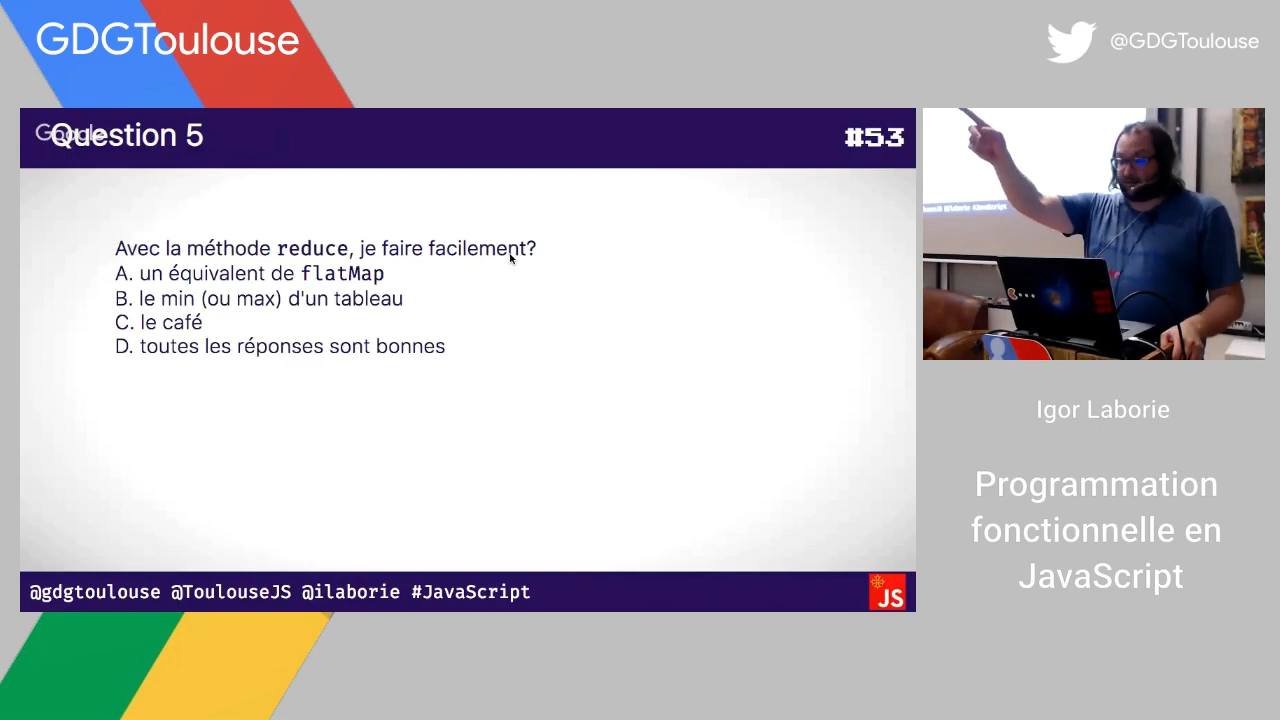 GDGToulouse
@GDGToulouse
Google
Question 5
#53
Avec la méthode reduce, je faire facilement?
A. un équivalent de flatMap
B. le min (ou max) d'un tableau
C. le café
D. toutes les réponses sont bonnes
Igor Laborie
Programmation
fonctionnelle en
JavaScript
@gdgtoulouse @ToulouseJS @ilaborie #JavaScript
JS